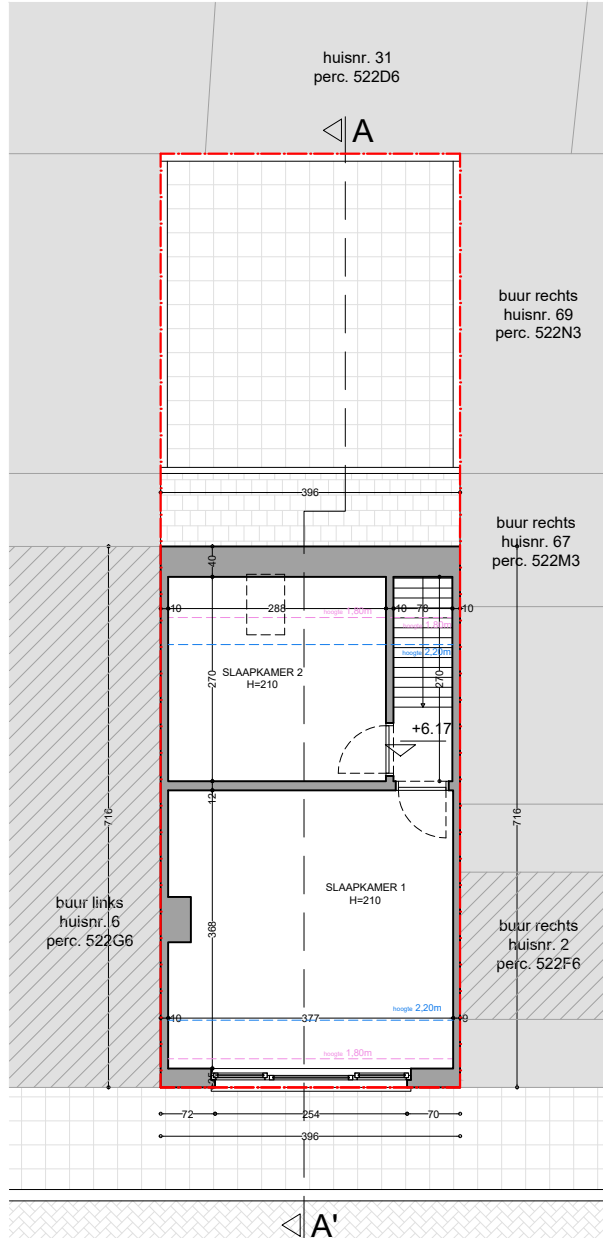 huisnr. 31
perc. 522D6
A
buur rechts
huisnr. 69
perc. 522N3
396
buur rechts
huisnr. 67
perc. 522M3
40
10
288
hoogte 1,80m
10
78
10
hoogte 1,80m
hoogte 2,20m
SLAAPKAMER 2
H=210
270
270
+6.17
12
716
716
SLAAPKAMER 1
H=210
buur links
huisnr. 6
perc. 522G6
368
buur rechts
huisnr. 2
perc. 522F6
hoogte 2,20m
10
377
9
hoogte 1,80m
72
254
70
396
A'